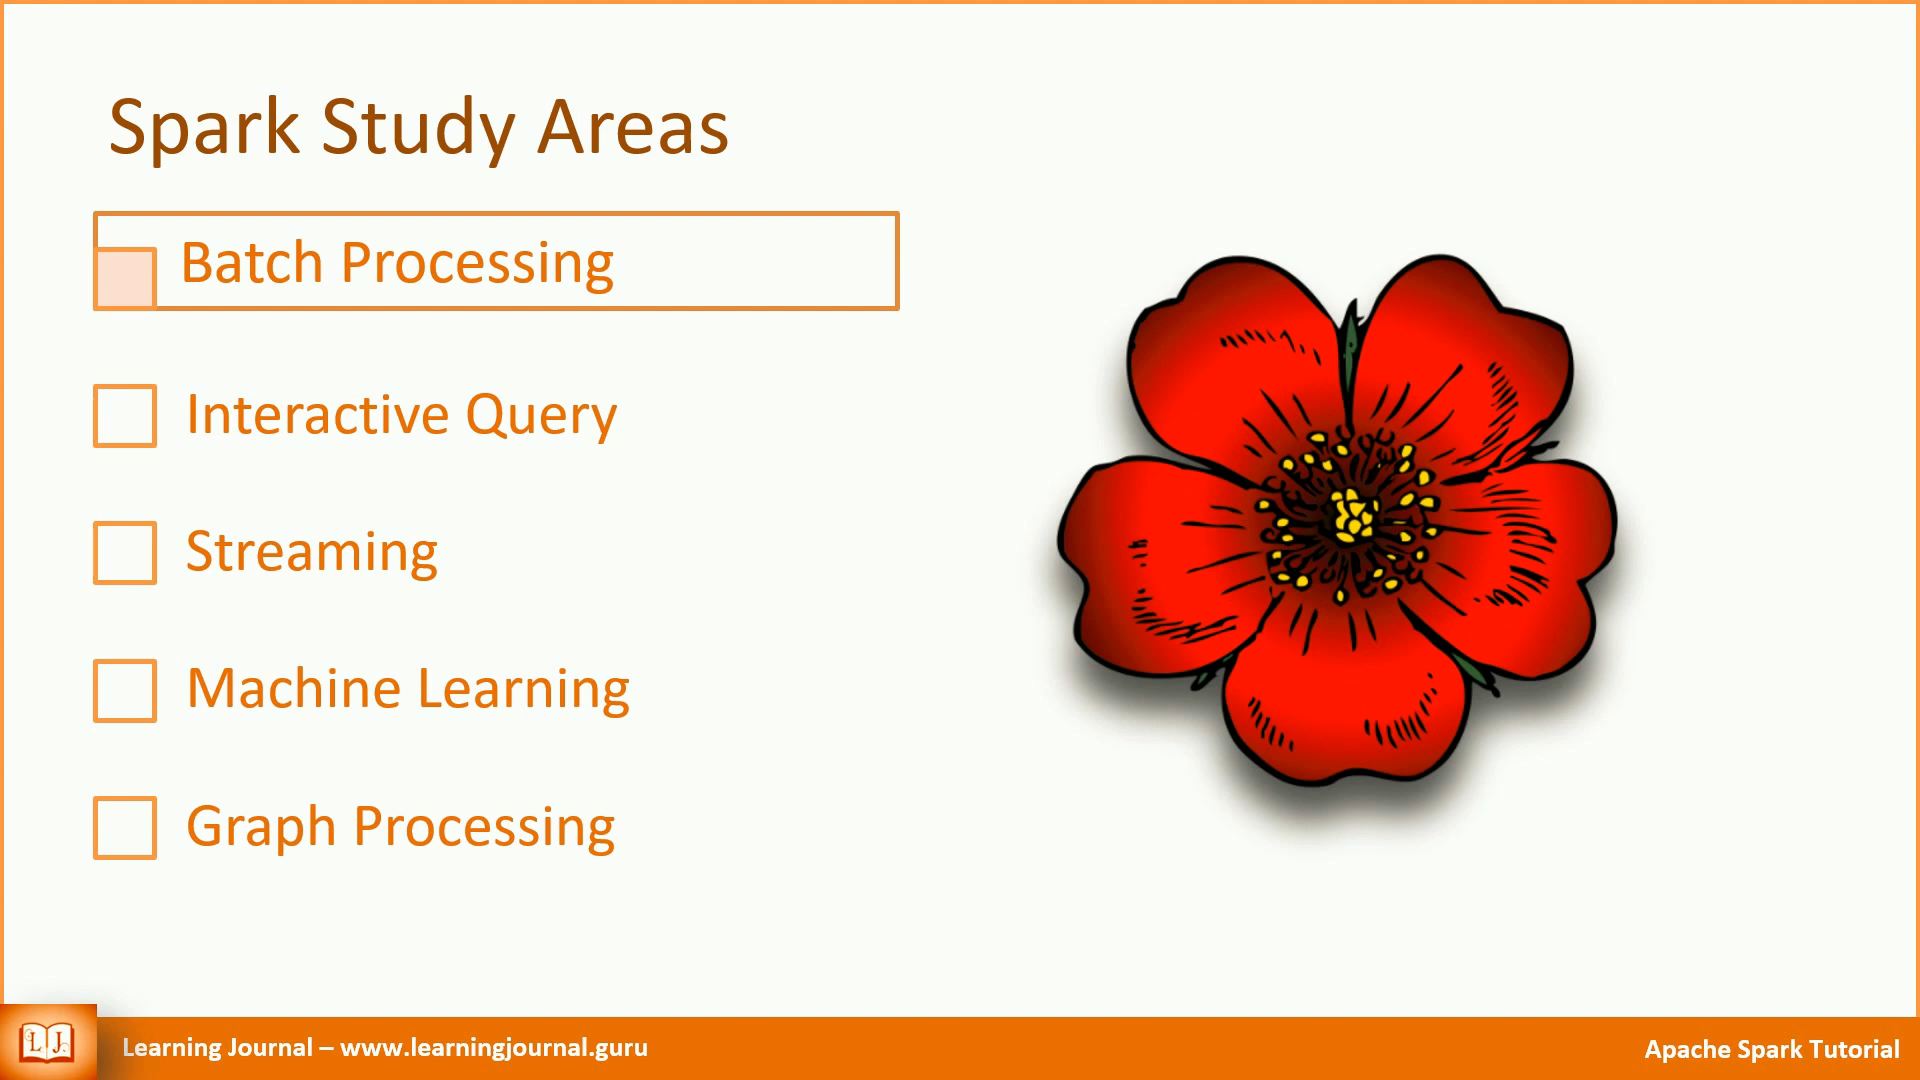 Spark Study Areas
Batch Processing
Interactive Query
Streaming
Machine Learning
Graph Processing
L J
Learning Journal – www.learningjournal.guru
Apache Spark Tutorial